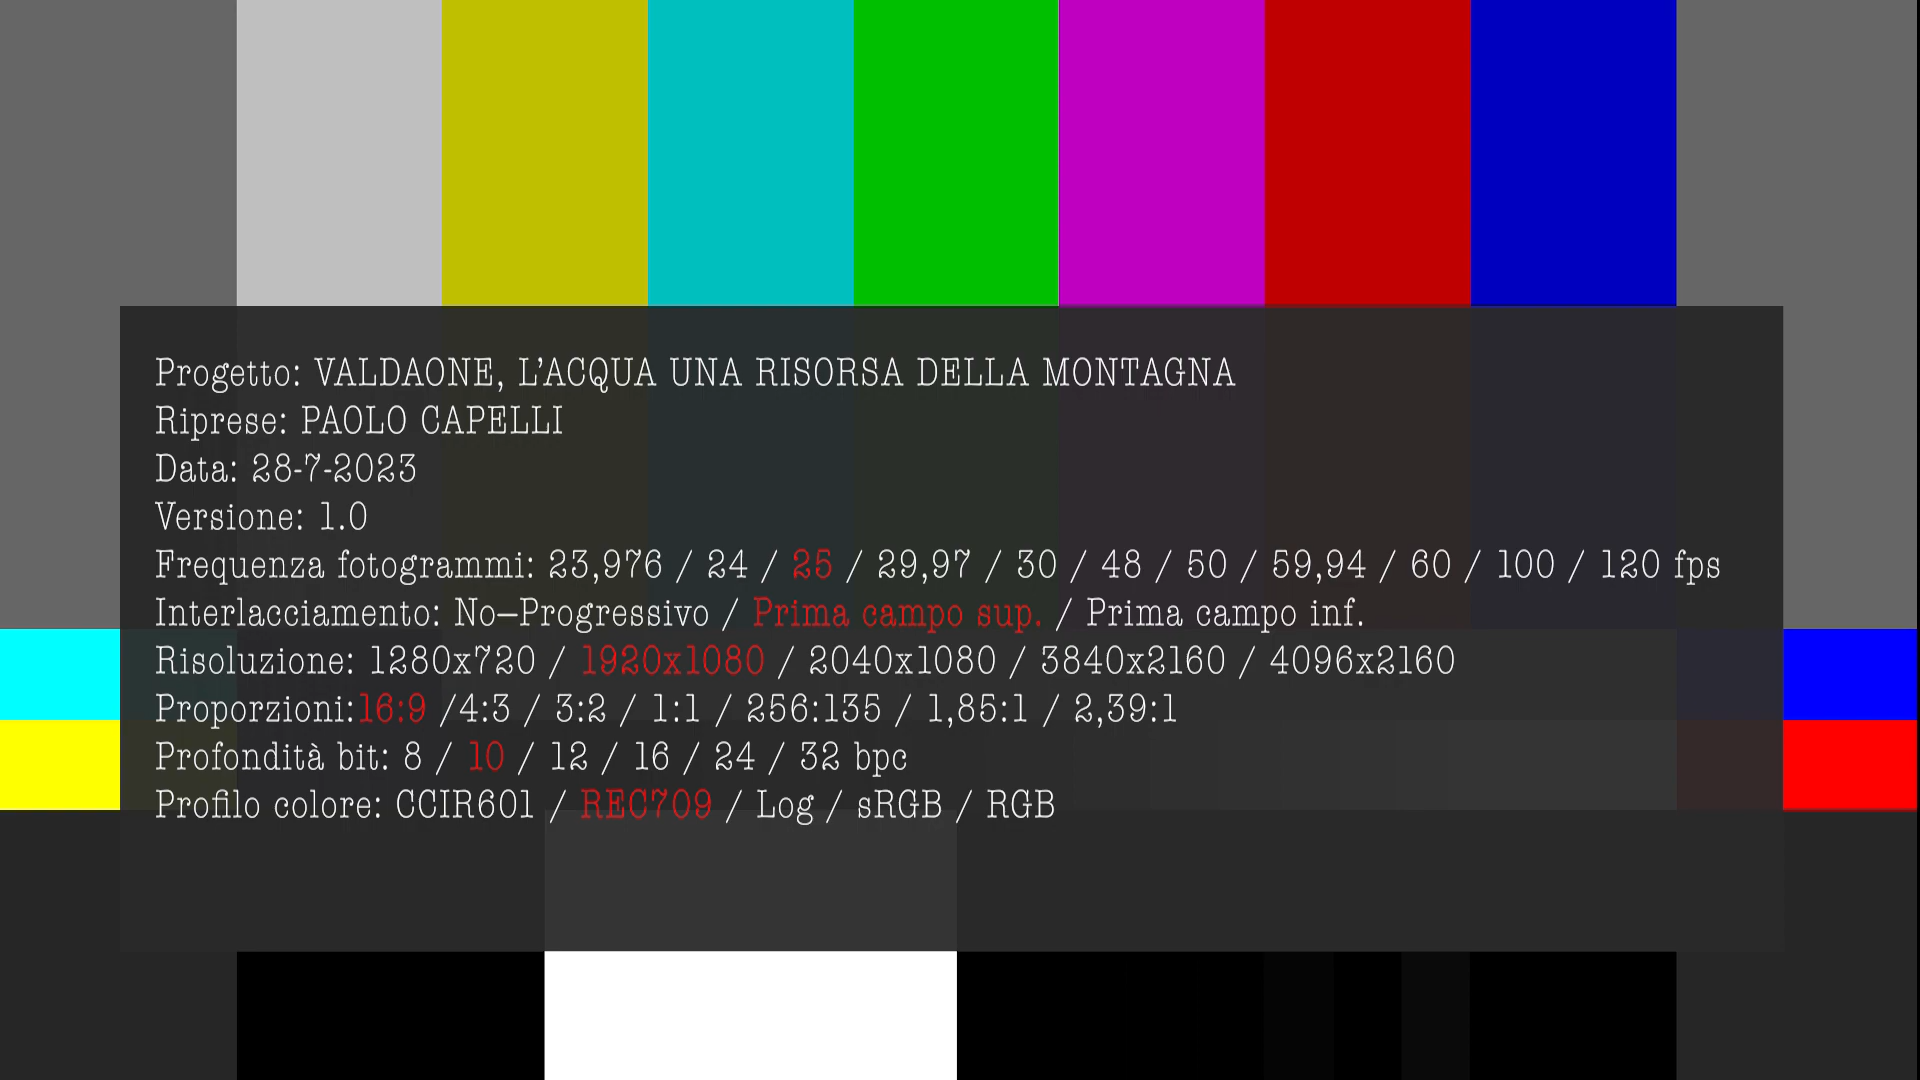 Progetto: VALDAONE, L'ACQUA UNA RISORSA DELLA MONTAGNA
Riprese: PAOLO CAPELLI
Data: 28-7-2023
Versione: 1.0
Frequenza fotogrammi: 23,976 / 24 / 25 / 29,97 / 30 / 48 / 50 / 59,94 / 60 / 100 / 120 fps
Interlacciamento: No–Progressivo / Prima campo sup. / Prima campo inf.
Risoluzione: 1280x720 / 1920x1080 / 2040x1080 / 3840x2160 / 4096x2160
Proporzioni:16:9 /4:3 / 3:2 / 1:1 / 256:135 / 1,85:1 / 2,39:1
Profondità bit: 8 / 10 / 12 / 16 / 24 / 32 bpc
Profilo colore: CCIR601 / REC709 / Log / sRGB / RGB